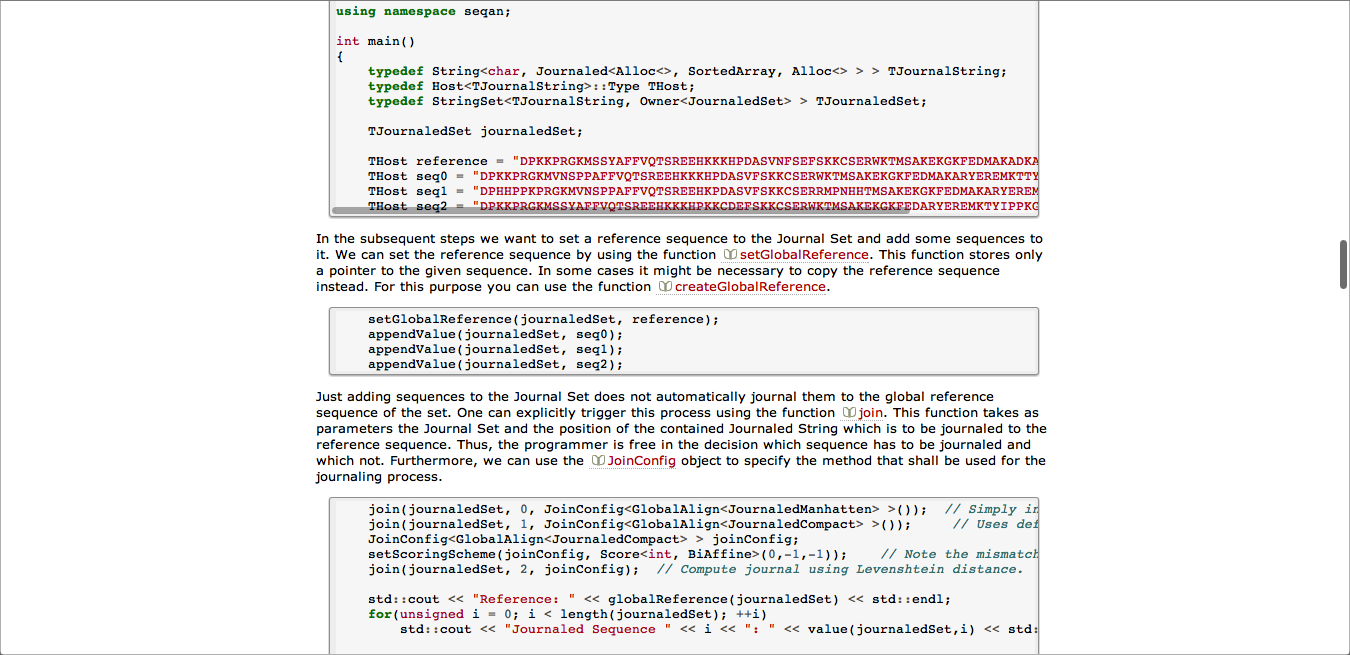 using namespace seqan;
int main()
{
typedef String<char, Journaled<Alloc<>, SortedArray, Alloc<> > > TJournalString;
typedef Host<TJournalString>::Type THost;
typedef StringSet<TJournalString, Owner<JournaledSet> > TJournaledSet;
TJournaledSet journaledSet;
THost reference = "DPKKPRGKMSSYAFFVQTSREEHKKKHPDASVNFSEFSKKCSERWKTMSAKEKGKFEDMAKADKA
THost seq0 = "DPKKPRGKMVNSPPAFFVQTSREEHKKKHPDASVFSKKCSERWKTMSAKEKGKFEDMAKARYEREMKTTY
THost seq1 = "DPHHPPKPRGKMVNSPPAFFVQTSREEHKPDASVFSKKCSERRMPNHHTMSAKEKGKFEDMAKARYEREM
THost seq2 = "DPKKPRGKMSSYAFFVQTSREEHKKKHPKKCDEFSKKCSERWKTMSAKEKGKFEDARYEREMKTYIPPKG
In the subsequent steps we want to set a reference sequence to the Journal Set and add some sequences to
it. We can set the reference sequence by using the function setGlobalReference. This function stores only
a pointer to the given sequence. In some cases it might be necessary to copy the reference sequence
instead. For this purpose you can use the function createGlobalReference.
setGlobalReference(journaledSet, reference);
appendValue(journaledSet, seq0);
appendValue(journaledSet, seq1);
appendValue(journaledSet, seq2);
Just adding sequences to the Journal Set does not automatically journal them to the global reference
sequence of the set. One can explicitly trigger this process using the function join. This function takes as
parameters the Journal Set and the position of the contained Journaled String which is to be journaled to the
reference sequence. Thus, the programmer is free in the decision which sequence has to be journaled and
which not. Furthermore, we can use the JoinConfig object to specify the method that shall be used for the
journaling process.
join(journaledSet, 0, JoinConfig<GlobalAlign<JournaledManhatten> >()); // Simply in
join(journaledSet, 1, JoinConfig<GlobalAlign<JournaledCompact> >()); // Uses def
JoinConfig<GlobalAlign<JournaledCompact> > joinConfig;
setScoringScheme(joinConfig, Score<int, BiAffine>(0,-1,-1)); // Note the mismatch
join(journaledSet, 2, joinConfig); // Compute journal using Levenshtein distance.
std::cout << "Reference: " << globalReference(journaledSet) << std::endl;
for(unsigned i = 0; i < length(journaledSet); ++i)
std::cout << "Journaled Sequence " << i << ": " << value(journaledSet,i) << std: